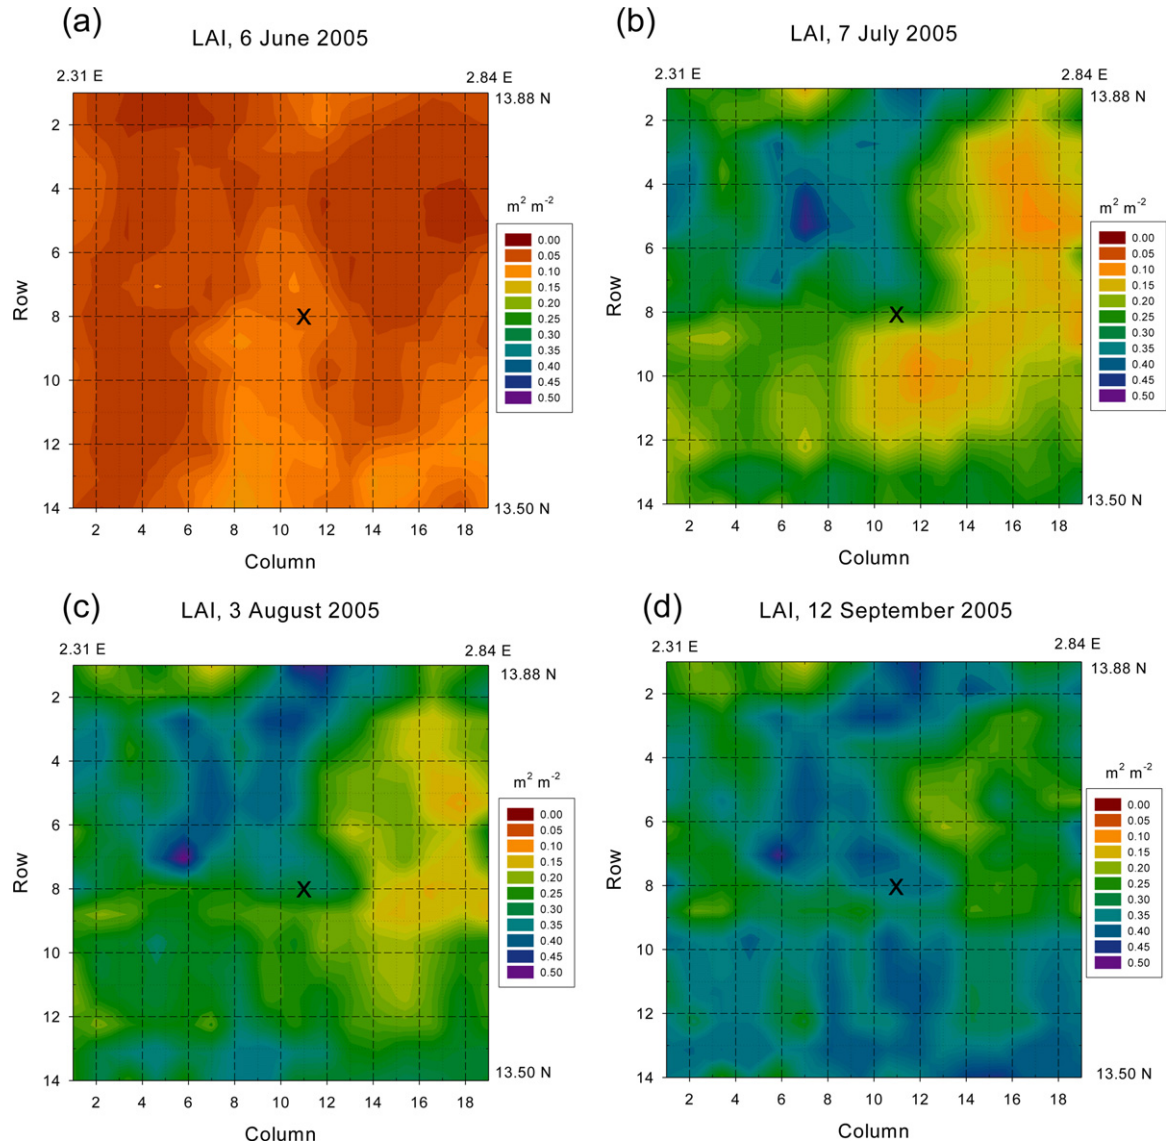 (a)
LAI, 6 June 2005
2.31 E
2.84 E
13.88 N
2
4
6
8
10
12
14
Row
X
2 4 6 8 10 12 14 16 18
Column
13.50 N
m² m⁻²
0.00
0.05
0.10
0.15
0.20
0.25
0.30
0.35
0.40
0.45
0.50
(b)
LAI, 7 July 2005
2.31 E
2.84 E
13.88 N
2
4
6
8
10
12
14
Row
X
2 4 6 8 10 12 14 16 18
Column
13.50 N
m² m⁻²
0.00
0.05
0.10
0.15
0.20
0.25
0.30
0.35
0.40
0.45
0.50
(c)
LAI, 3 August 2005
2.31 E
2.84 E
13.88 N
2
4
6
8
10
12
14
Row
X
2 4 6 8 10 12 14 16 18
Column
13.50 N
m² m⁻²
0.00
0.05
0.10
0.15
0.20
0.25
0.30
0.35
0.40
0.45
0.50
(d)
LAI, 12 September 2005
2.31 E
2.84 E
13.88 N
2
4
6
8
10
12
14
Row
X
2 4 6 8 10 12 14 16 18
Column
13.50 N
m² m⁻²
0.00
0.05
0.10
0.15
0.20
0.25
0.30
0.35
0.40
0.45
0.50